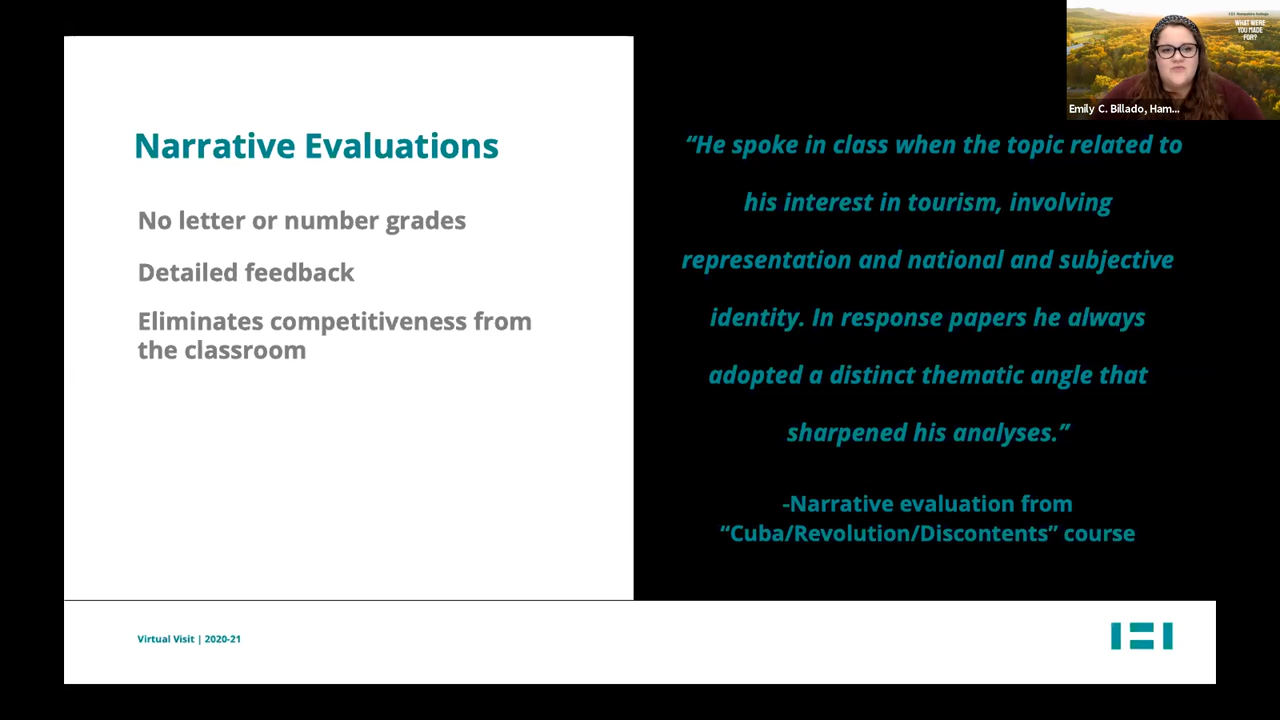 Narrative Evaluations
No letter or number grades
Detailed feedback
Eliminates competitiveness from
the classroom
“He spoke in class when the topic related to
his interest in tourism, involving
representation and national and subjective
identity. In response papers he always
adopted a distinct thematic angle that
sharpened his analyses.”
-Narrative evaluation from
“Cuba/Revolution/Discontents” course
WHAT WERE
YOU MADE
FOR?
Emily C. Billado, Ham...
Virtual Visit | 2020-21